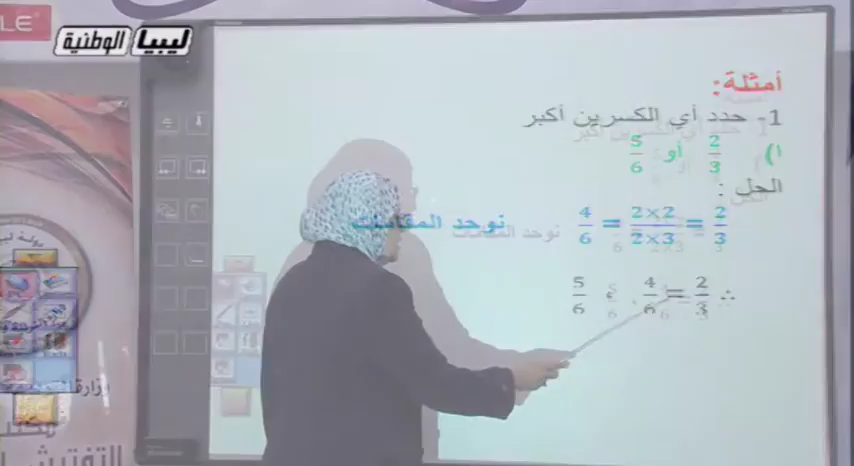 ليبيا الوطنية
أمثلة:
1- حدد أي الكسرين أكبر
ا) 2/3 أو 5/6
الحل :
2/3 = 2×2/2×3 = 4/6 نوحد المقامات
∴ 2/3 = 4/6 ، 5/6